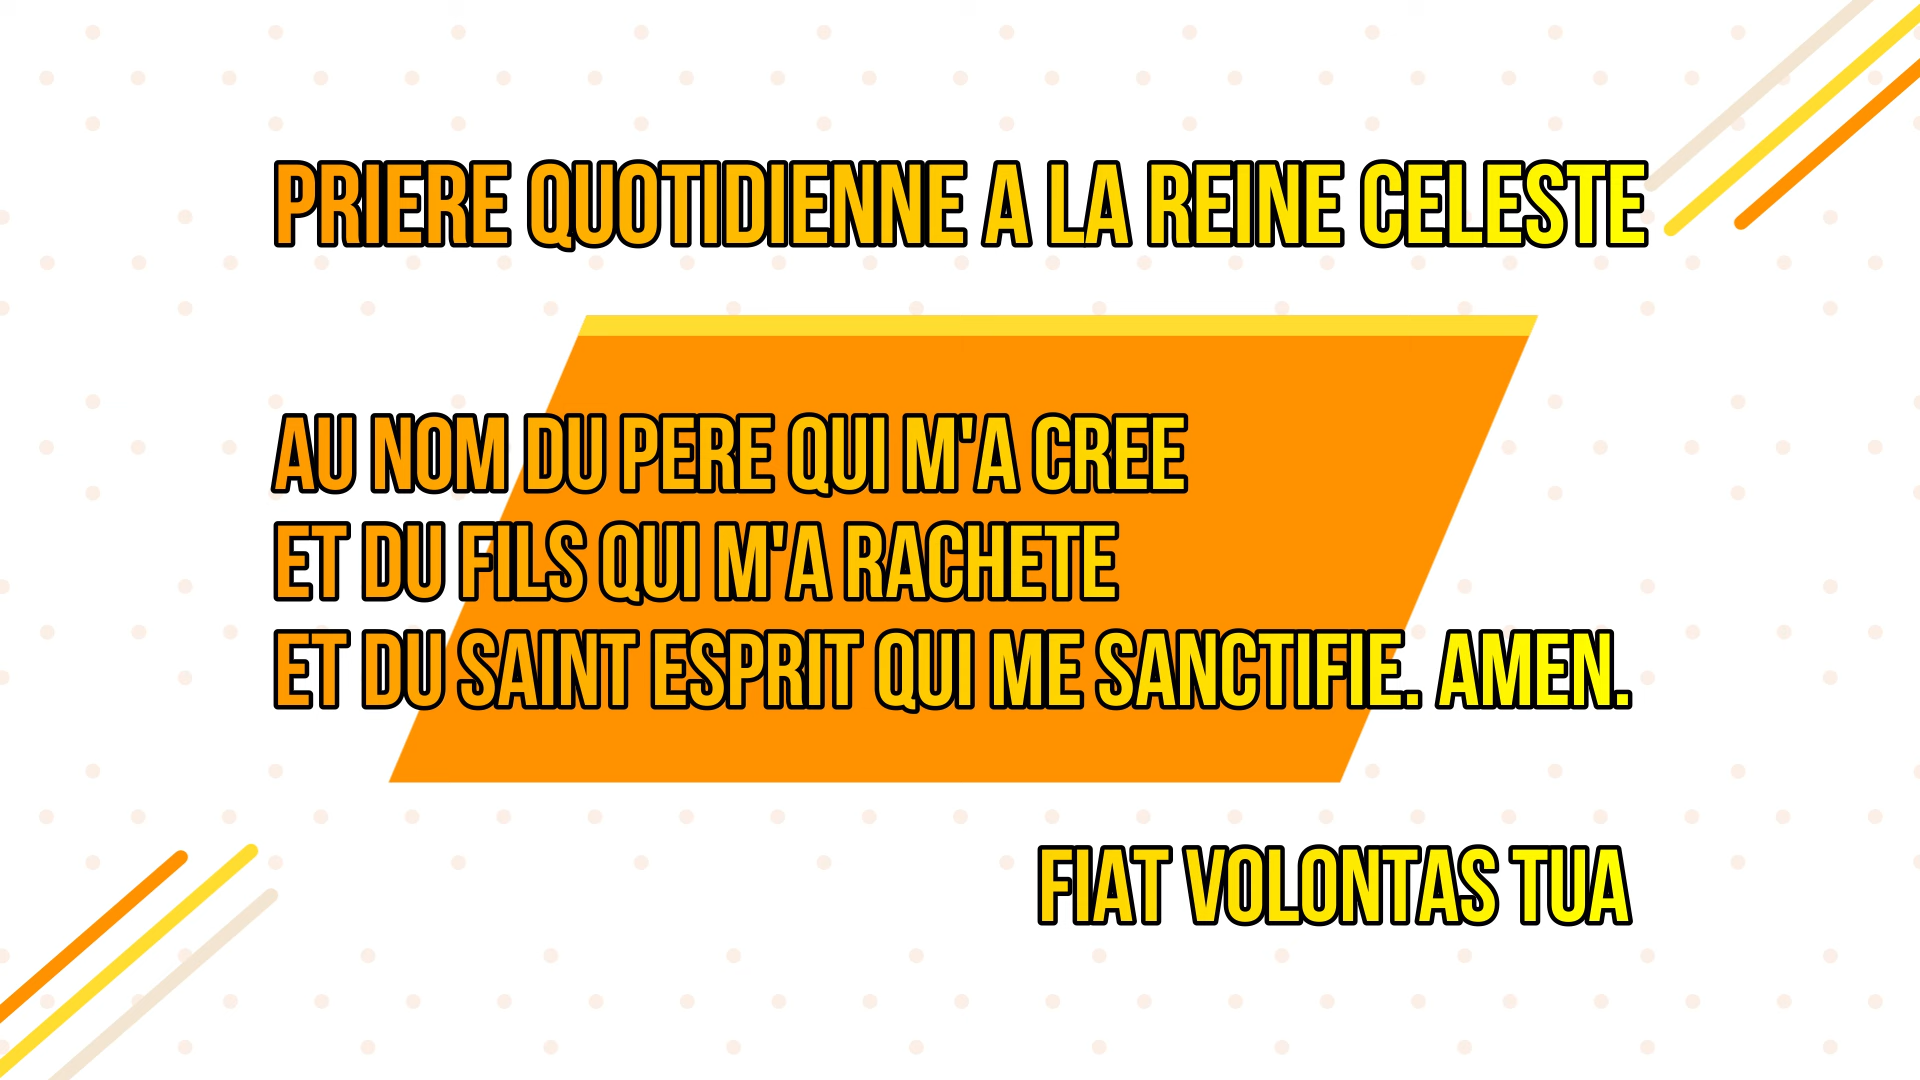 PRIERE QUOTIDIENNE A LA REINE CELESTE
AU NOM DU PERE QUI M'A CREE
ET DU FILS QUI M'A RACHETE
ET DU SAINT ESPRIT QUI ME SANCTIFIE. AMEN.
FIAT VOLONTAS TUA